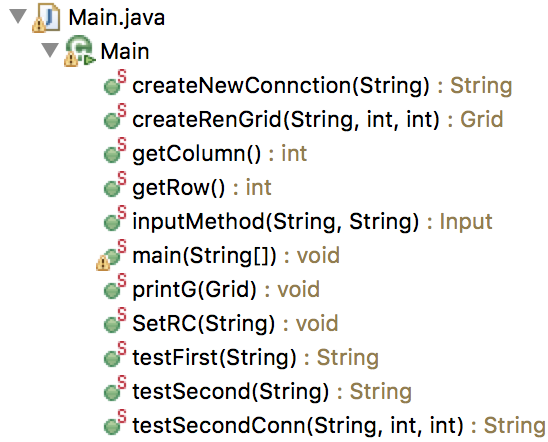 Main.java
Main
createNewConnction(String) : String
createRenGrid(String, int, int) : Grid
getColumn() : int
getRow() : int
inputMethod(String, String) : Input
main(String[]) : void
printG(Grid) : void
SetRC(String) : void
testFirst(String) : String
testSecond(String) : String
testSecondConn(String, int, int) : String